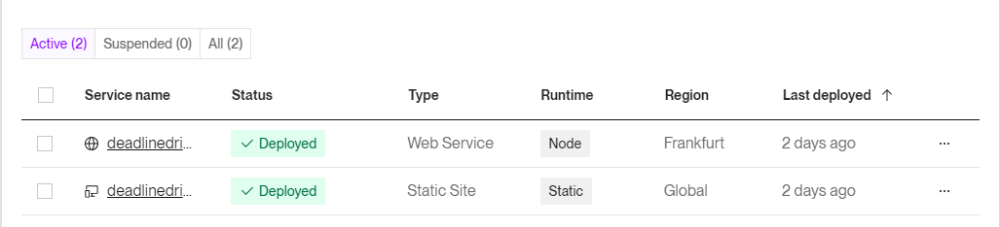 Active (2) Suspended (0) All (2)
Service name Status Type Runtime Region Last deployed ↑
deadlinedri... Deployed Web Service Node Frankfurt 2 days ago ...
deadlinedri... Deployed Static Site Static Global 2 days ago ...